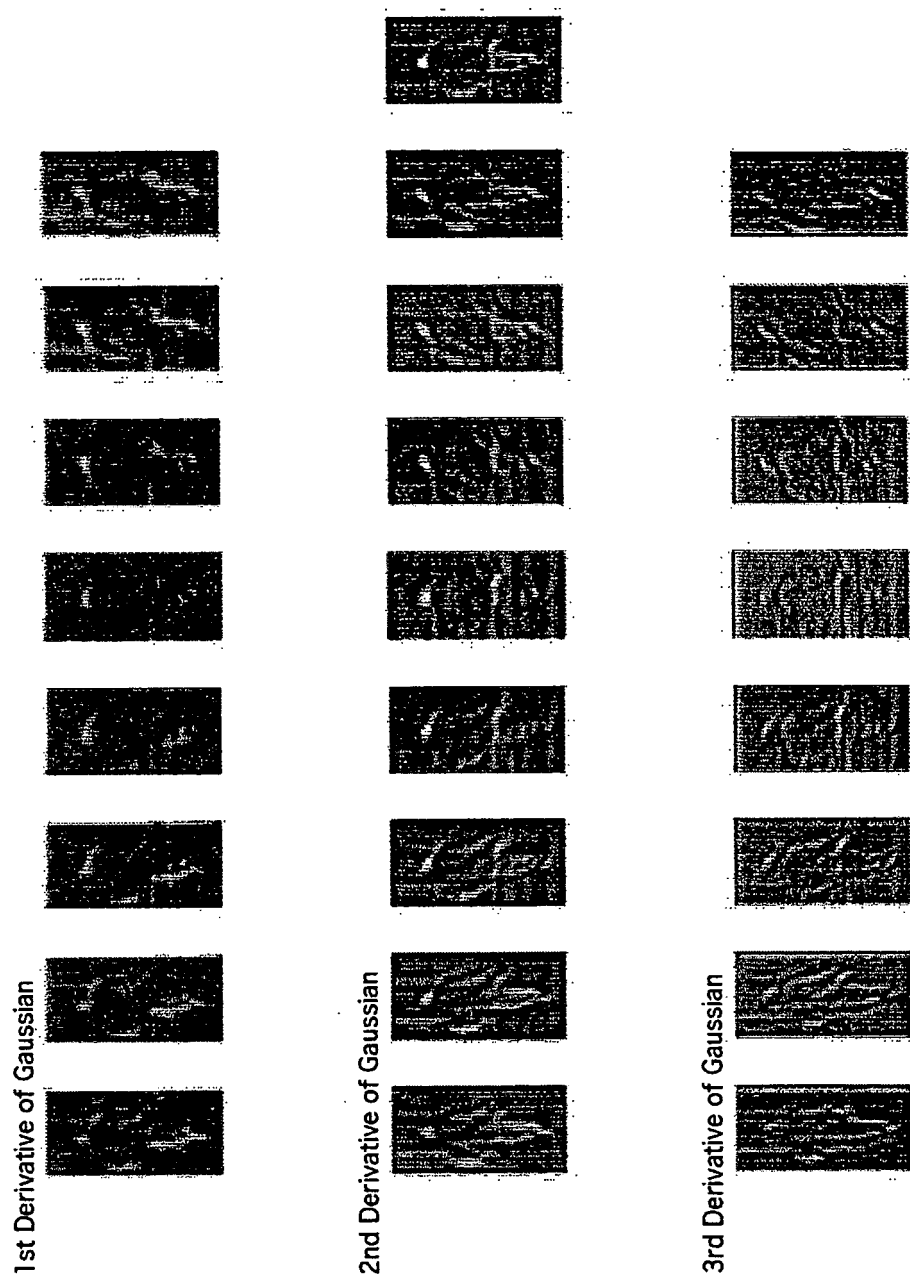 1st Derivative of Gaussian
2nd Derivative of Gaussian
3rd Derivative of Gaussian